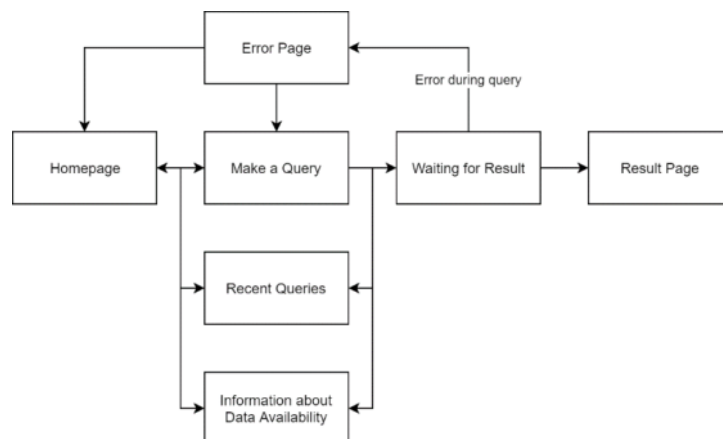 Error Page
Error during query
Homepage
Make a Query
Waiting for Result
Result Page
Recent Queries
Information about
Data Availability